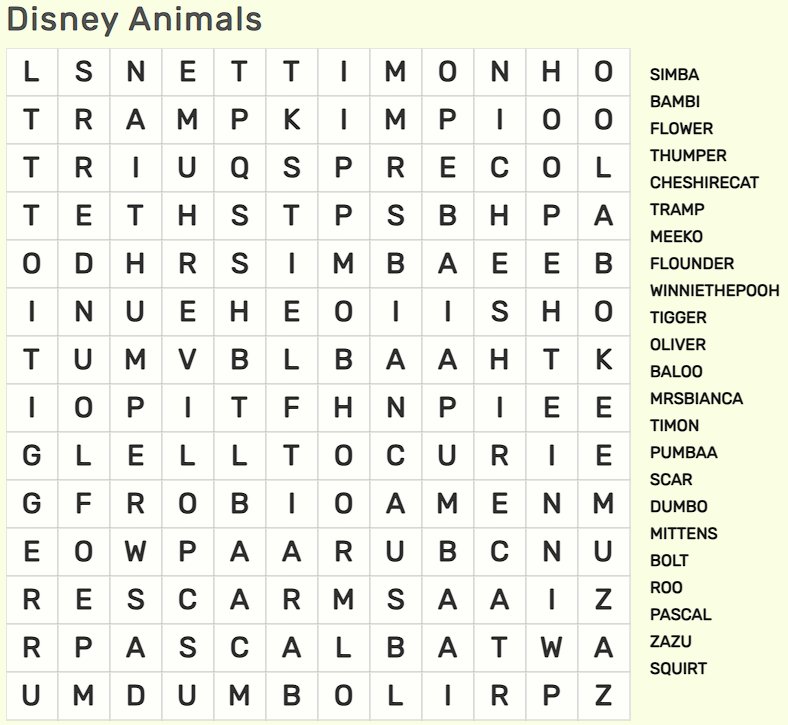 Disney Animals
L S N E T T I M O N H O
T R A M P K I M P I O O
T R I U Q S P R E C O L
T E T H S T P S B H P A
O D H R S I M B A E E B
I N U E H E O I I S H O
T U M V B L B A A H T K
I O P I T F H N P I E E
G L E L L T O C U R I E
G F R O B I O A M E N M
E O W P A A R U B C N U
R E S C A R M S A A I Z
R P A S C A L B A T W A
U M D U M B O L I R P Z
SIMBA
BAMBI
FLOWER
THUMPER
CHESHIRECAT
TRAMP
MEEKO
FLOUNDER
WINNIETHEPOOH
TIGGER
OLIVER
BALOO
MRSBIANCA
TIMON
PUMBAA
SCAR
DUMBO
MITTENS
BOLT
ROO
PASCAL
ZAZU
SQUIRT